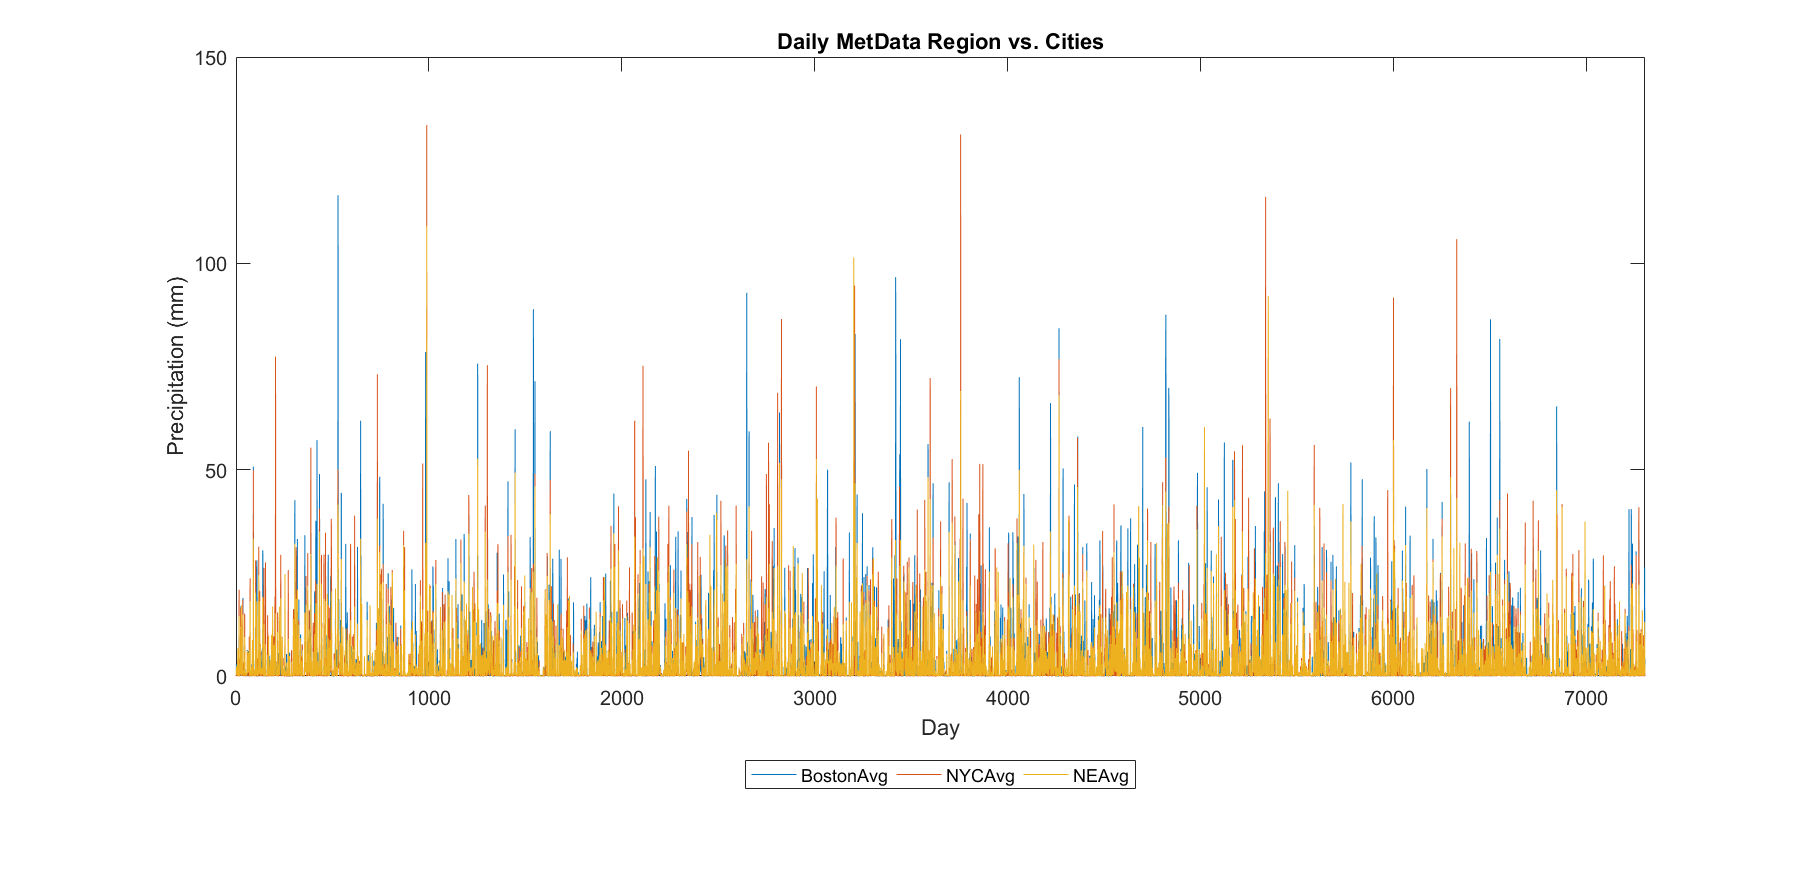 Daily MetData Region vs. Cities
150
100
50
0
Precipitation (mm)
0 1000 2000 3000 4000 5000 6000 7000
Day
BostonAvg NYCAvg NEAvg